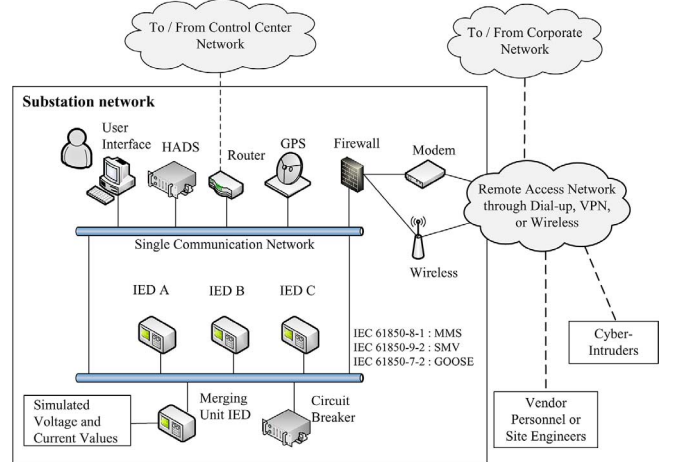 To / From Control Center
Network
To / From Corporate
Network
Substation network
User
Interface
HADS
Router
GPS
Firewall
Modem
Remote Access Network
through Dial-up, VPN,
or Wireless
Single Communication Network
Wireless
IED A
IED B
IED C
IEC 61850-8-1 : MMS
IEC 61850-9-2 : SMV
IEC 61850-7-2 : GOOSE
Cyber-
Intruders
Simulated
Voltage and
Current Values
Merging
Unit IED
Circuit
Breaker
Vendor
Personnel or
Site Engineers